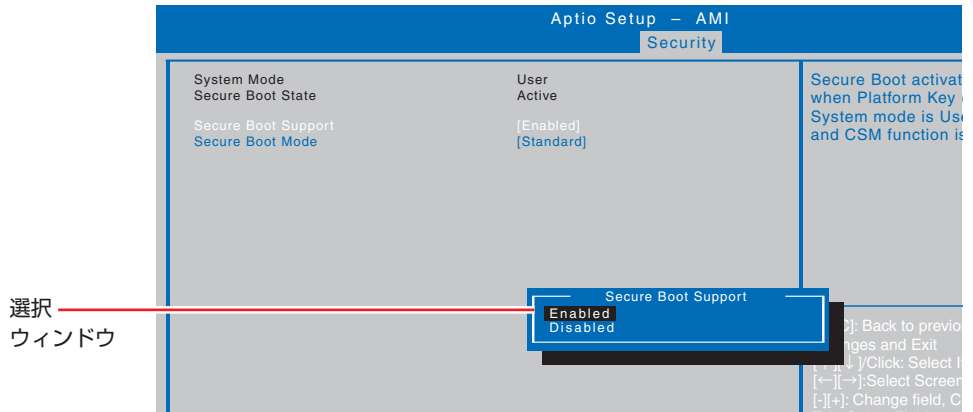 Aptio Setup – AMI
Security
System Mode User
Secure Boot State Active
Secure Boot Support [Enabled]
Secure Boot Mode [Standard]
Secure Boot activat
when Platform Key
System mode is Use
and CSM function is
選択
ウィンドウ
Secure Boot Support
Enabled
Disabled
]: Back to previo
nges and Exit
[↓]/Click: Select I
[←][→]:Select Screen
[-][+]: Change field, C